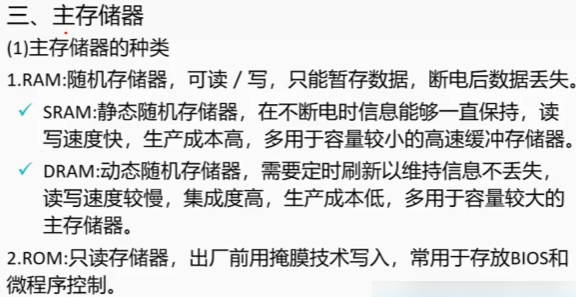 三、主存储器
(1)主存储器的种类
1.RAM:随机存储器，可读／写，只能暂存数据，断电后数据丢失。
✓ SRAM:静态随机存储器，在不断电时信息能够一直保持，读
写速度快，生产成本高，多用于容量较小的高速缓冲存储器。
✓ DRAM:动态随机存储器，需要定时刷新以维持信息不丢失，
读写速度较慢，集成度高，生产成本低，多用于容量较大的
主存储器。
2.ROM:只读存储器，出厂前用掩膜技术写入，常用于存放BIOS和
微程序控制。